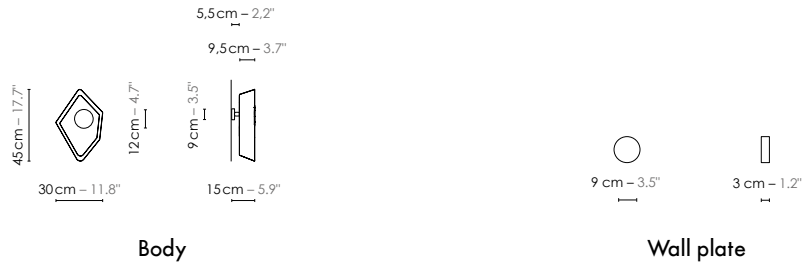 5,5cm – 2,2"
9,5cm – 3.7"
45cm – 17.7"
12cm – 4.7"
9cm – 3.5"
30cm – 11.8"
15cm – 5.9"
9 cm – 3.5"
3 cm – 1.2"
Body
Wall plate